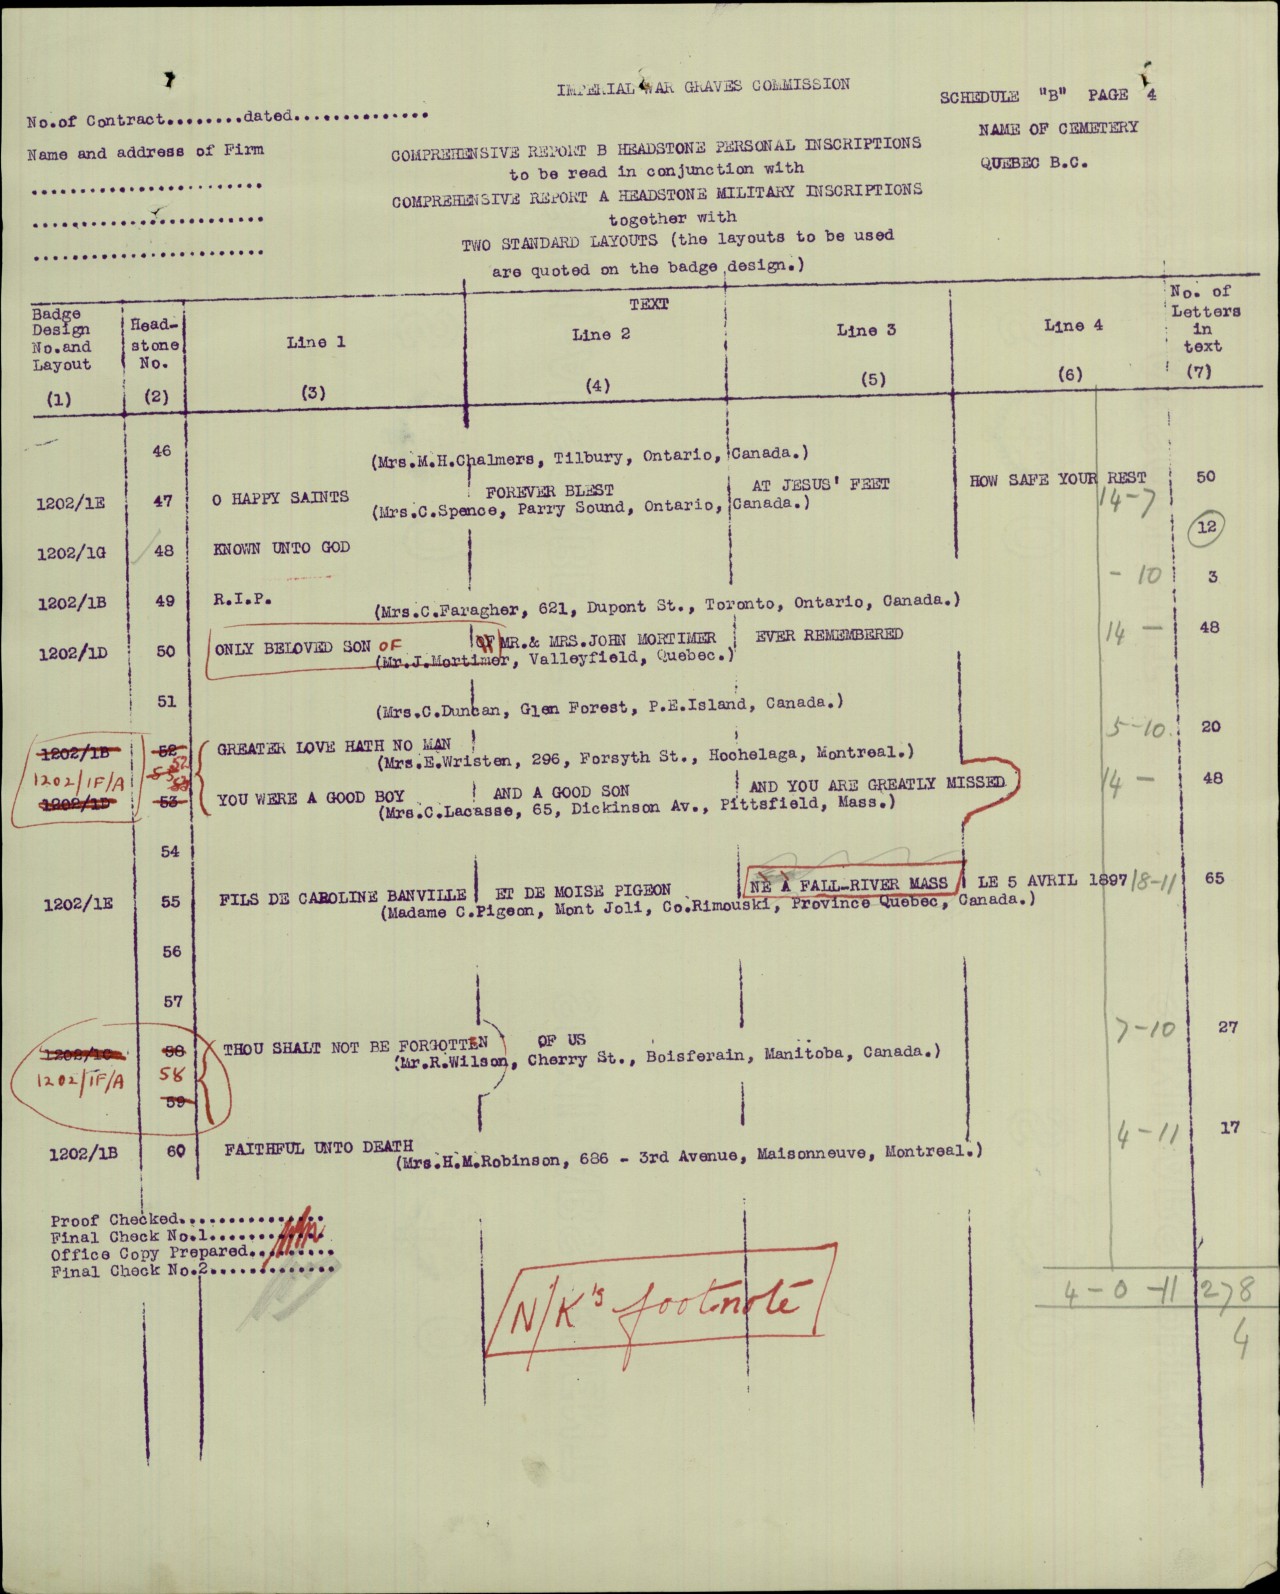 IMPERIAL WAR GRAVES COMMISSION
SCHEDULE "B" PAGE 4
No.of Contract........dated..............
NAME OF CEMETERY
QUEBEC B.C.
Name and address of Firm
........................
........................
........................
COMPREHENSIVE REPORT B HEADSTONE PERSONAL INSCRIPTIONS
to be read in conjunction with
COMPREHENSIVE REPORT A HEADSTONE MILITARY INSCRIPTIONS
together with
TWO STANDARD LAYOUTS (the layouts to be used
are quoted on the badge design.)
Badge Design No.and Layout
Head-stone No.
TEXT
Line 1
Line 2
Line 3
Line 4
No. of Letters in text
(1) (2) (3) (4) (5) (6) (7)
46
(Mrs.M.H.Chalmers, Tilbury, Ontario, Canada.)
1202/1E 47 O HAPPY SAINTS FOREVER BLEST AT JESUS' FEET HOW SAFE YOUR REST 14-7 50
(Mrs.C.Spence, Parry Sound, Ontario, Canada.)
1202/1G 48 KNOWN UNTO GOD 12
1202/1B 49 R.I.P. - 10 3
(Mrs.C.Faragher, 621, Dupont St., Toronto, Ontario, Canada.)
1202/1D 50 ONLY BELOVED SON OF OF MR.& MRS.JOHN MORTIMER EVER REMEMBERED 14 - 48
(Mr.J.Mortimer, Valleyfield, Quebec.)
51
(Mrs.C.Duncan, Glen Forest, P.E.Island, Canada.)
1202/1B 52 GREATER LOVE HATH NO MAN 5-10 20
(Mrs.E.Wristen, 296, Forsyth St., Hochelaga, Montreal.)
1202/1F/A 52 53
1202/1D 53 YOU WERE A GOOD BOY AND A GOOD SON AND YOU ARE GREATLY MISSED 14 - 48
(Mrs.C.Lacasse, 65, Dickinson Av., Pittsfield, Mass.)
54
1202/1E 55 FILS DE CAROLINE BANVILLE ET DE MOISE PIGEON NE A FALL-RIVER MASS LE 5 AVRIL 1897 18-11 65
(Madame C.Pigeon, Mont Joli, Co.Rimouski, Province Quebec, Canada.)
56
57
1202/1C 58 THOU SHALT NOT BE FORGOTTEN OF US 7-10 27
(Mr.R.Wilson, Cherry St., Boisferain, Manitoba, Canada.)
1202/1F/A 58
59
1202/1B 60 FAITHFUL UNTO DEATH 4-11 17
(Mrs.H.M.Robinson, 686 - 3rd Avenue, Maisonneuve, Montreal.)
Proof Checked...............
Final Check No.1............
Office Copy Prepared.........
Final Check No.2.............
N/K's footnote
4-0-11 278
4